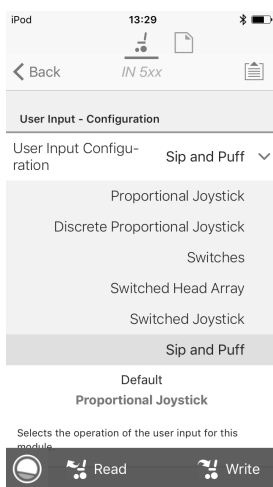 iPod 13:29
Back IN 5xx
User Input - Configuration
User Input Configu-
ration
Sip and Puff
Proportional Joystick
Discrete Proportional Joystick
Switches
Switched Head Array
Switched Joystick
Sip and Puff
Default
Proportional Joystick
Selects the operation of the user input for this
module
Read Write